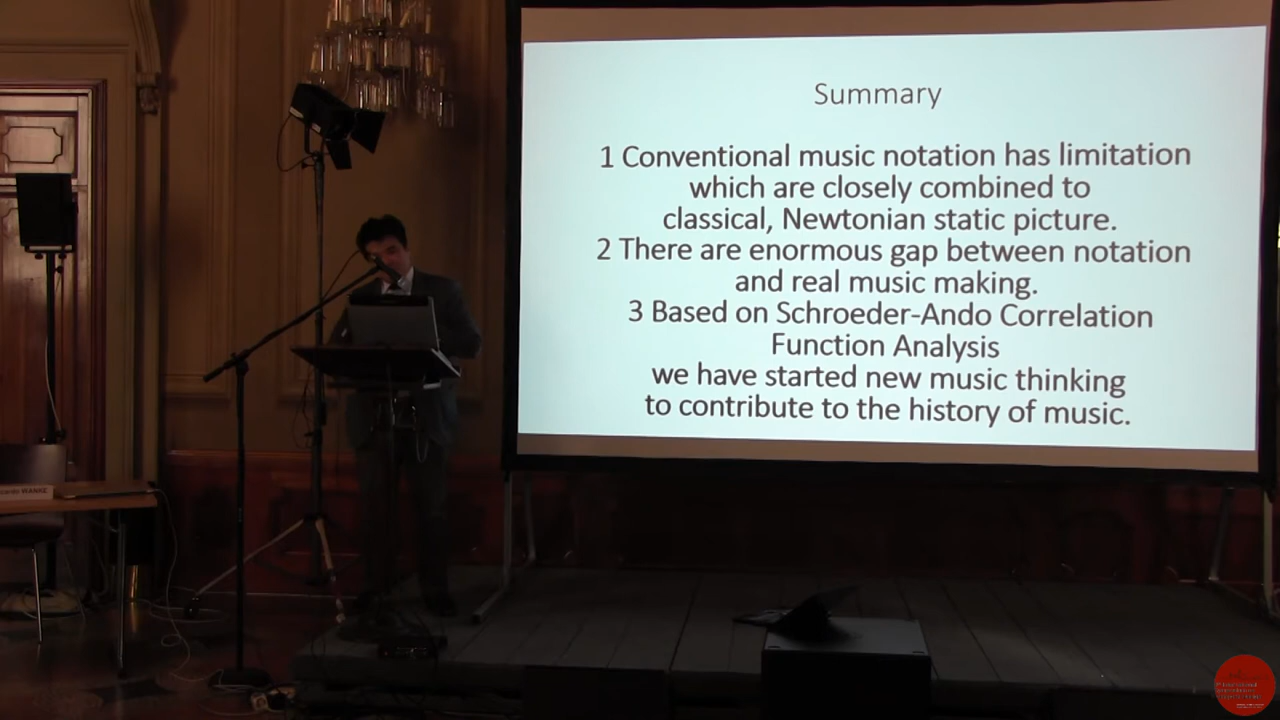 Summary
1 Conventional music notation has limitation
which are closely combined to
classical, Newtonian static picture.
2 There are enormous gap between notation
and real music making.
3 Based on Schroeder-Ando Correlation
Function Analysis
we have started new music thinking
to contribute to the history of music.
WANKE